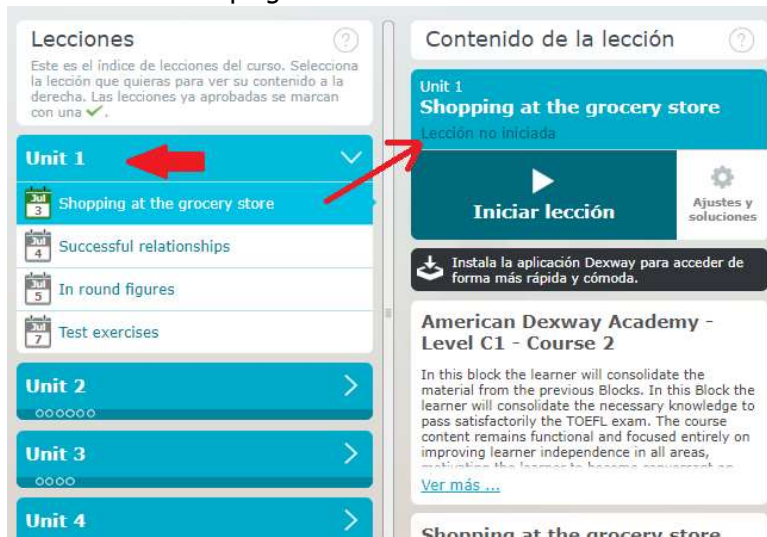 Lecciones
Este es el índice de lecciones del curso. Selecciona
la lección que quieras para ver su contenido a la
derecha. Las lecciones ya aprobadas se marcan
con una ✔.
Unit 1
Jul
3
Shopping at the grocery store
Jul
4
Successful relationships
Jul
5
In round figures
Jul
7
Test exercises
Unit 2
Unit 3
Unit 4
Contenido de la lección
Unit 1
Shopping at the grocery store
Lección no iniciada
Iniciar lección
Ajustes y
soluciones
Instala la aplicación Dexway para acceder de
forma más rápida y cómoda.
American Dexway Academy -
Level C1 - Course 2
In this block the learner will consolidate the
material from the previous Blocks. In this Block the
learner will consolidate the necessary knowledge to
pass satisfactorily the TOEFL exam. The course
content remains functional and focused entirely on
improving learner independence in all areas,
Ver más ...
Shopping at the grocery store